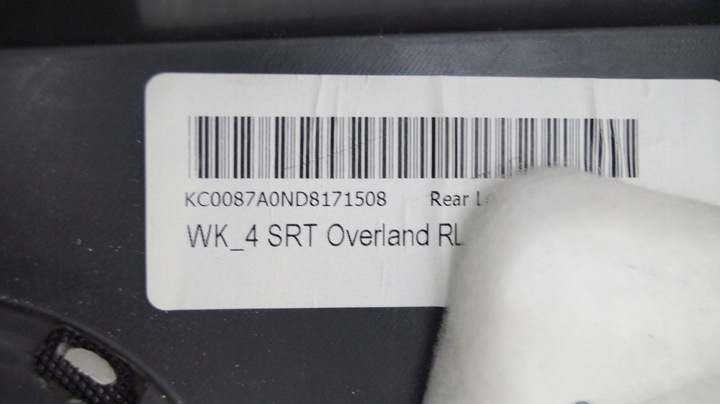 KC0087A0ND8171508 Rear
WK_4 SRT Overland RL